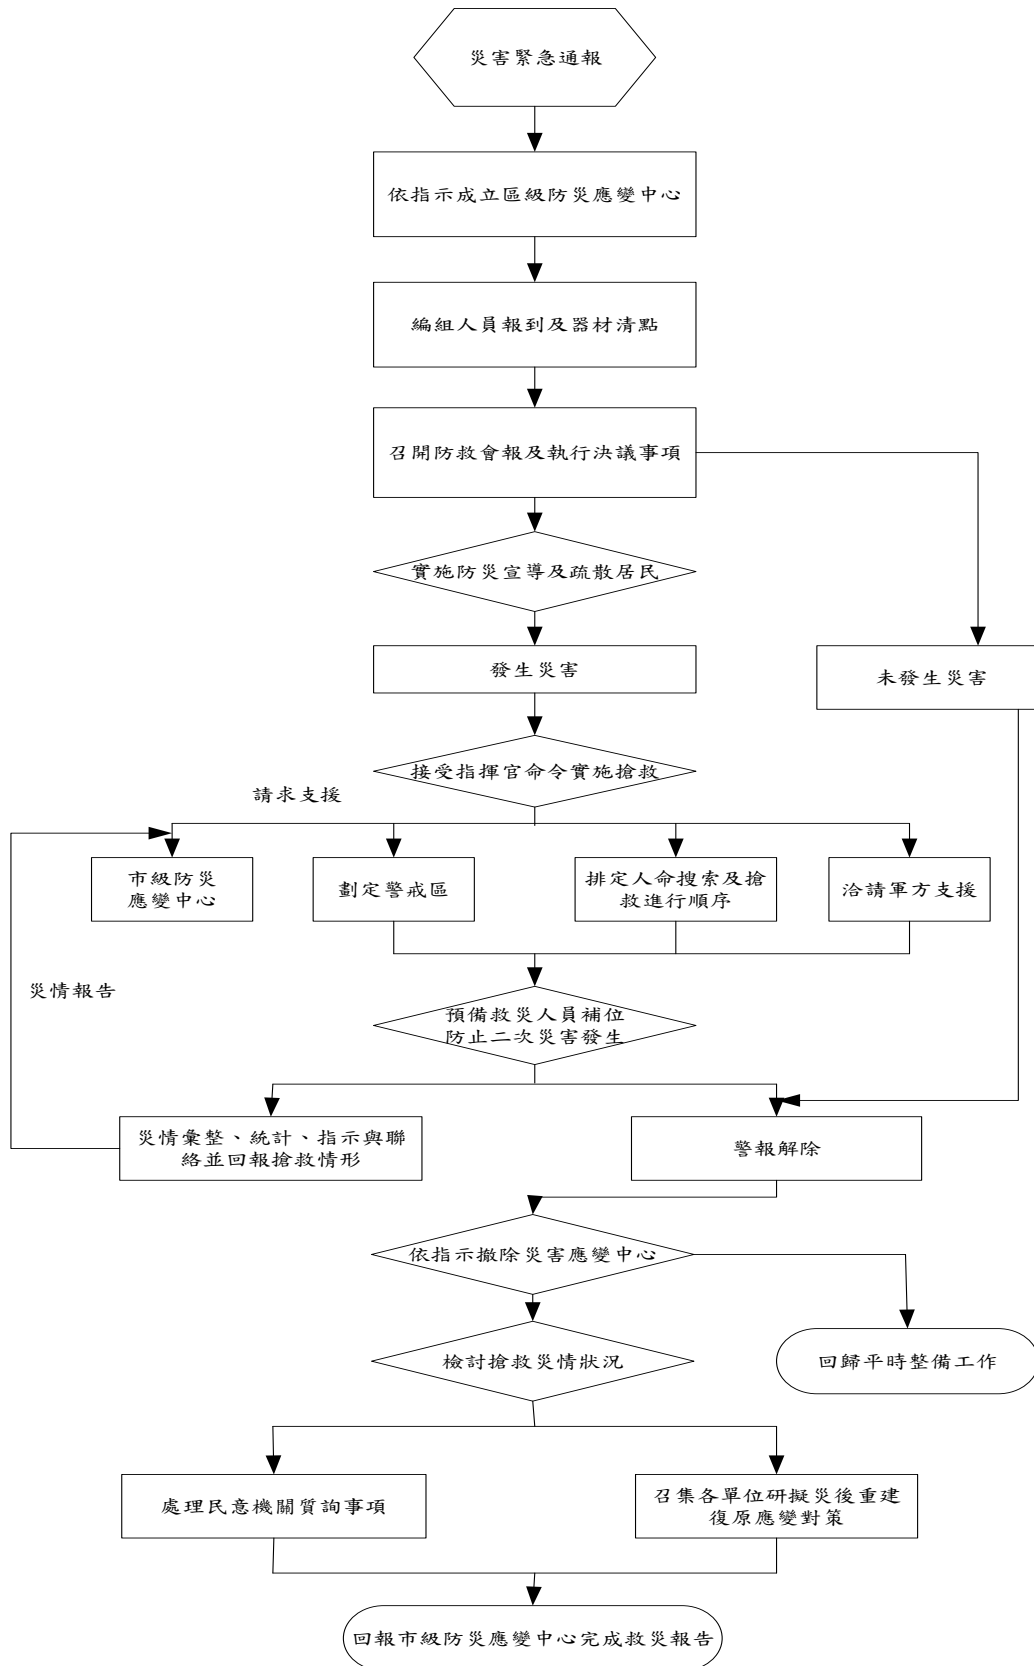 災害緊急通報
依指示成立區級防災應變中心
編組人員報到及器材清點
召開防救會報及執行決議事項
實施防災宣導及疏散居民
發生災害
未發生災害
接受指揮官命令實施搶救
請求支援
市級防災
應變中心
劃定警戒區
排定人命搜索及搶
救進行順序
洽請軍方支援
災情報告
預備救災人員補位
防止二次災害發生
災情彙整、統計、指示與聯
絡並回報搶救情形
警報解除
依指示撤除災害應變中心
檢討搶救災情狀況
回歸平時整備工作
處理民意機關質詢事項
召集各單位研擬災後重建
復原應變對策
回報市級防災應變中心完成救災報告